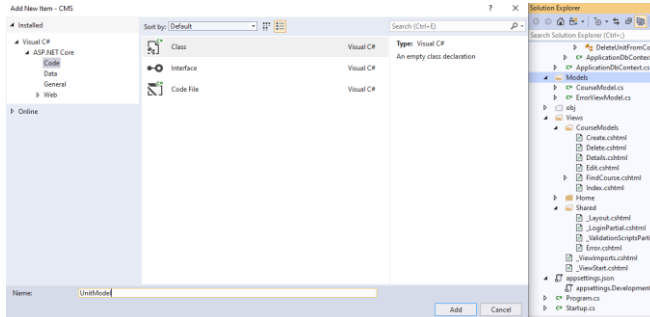 Add New Item - CMS
? ×
Installed
Visual C#
ASP.NET Core
Code
Data
General
Web
Online
Sort by: Default
Search (Ctrl+E)
Class Visual C#
Interface Visual C#
Code File Visual C#
Type: Visual C#
An empty class declaration
Name: UnitModel
Add Cancel
Solution Explorer
Search Solution Explorer (Ctrl+;)
DeleteUnitFromCo
C# ApplicationDbContex
C# ApplicationDbContext.cs
Models
C# CourseModel.cs
C# ErrorViewModel.cs
obj
Views
CourseModels
Create.cshtml
Delete.cshtml
Details.cshtml
Edit.cshtml
FindCourse.cshtml
Index.cshtml
Home
Shared
_Layout.cshtml
_LoginPartial.cshtml
_ValidationScriptsParti
Error.cshtml
_ViewImports.cshtml
_ViewStart.cshtml
appsettings.json
appsettings.Development
C# Program.cs
C# Startup.cs